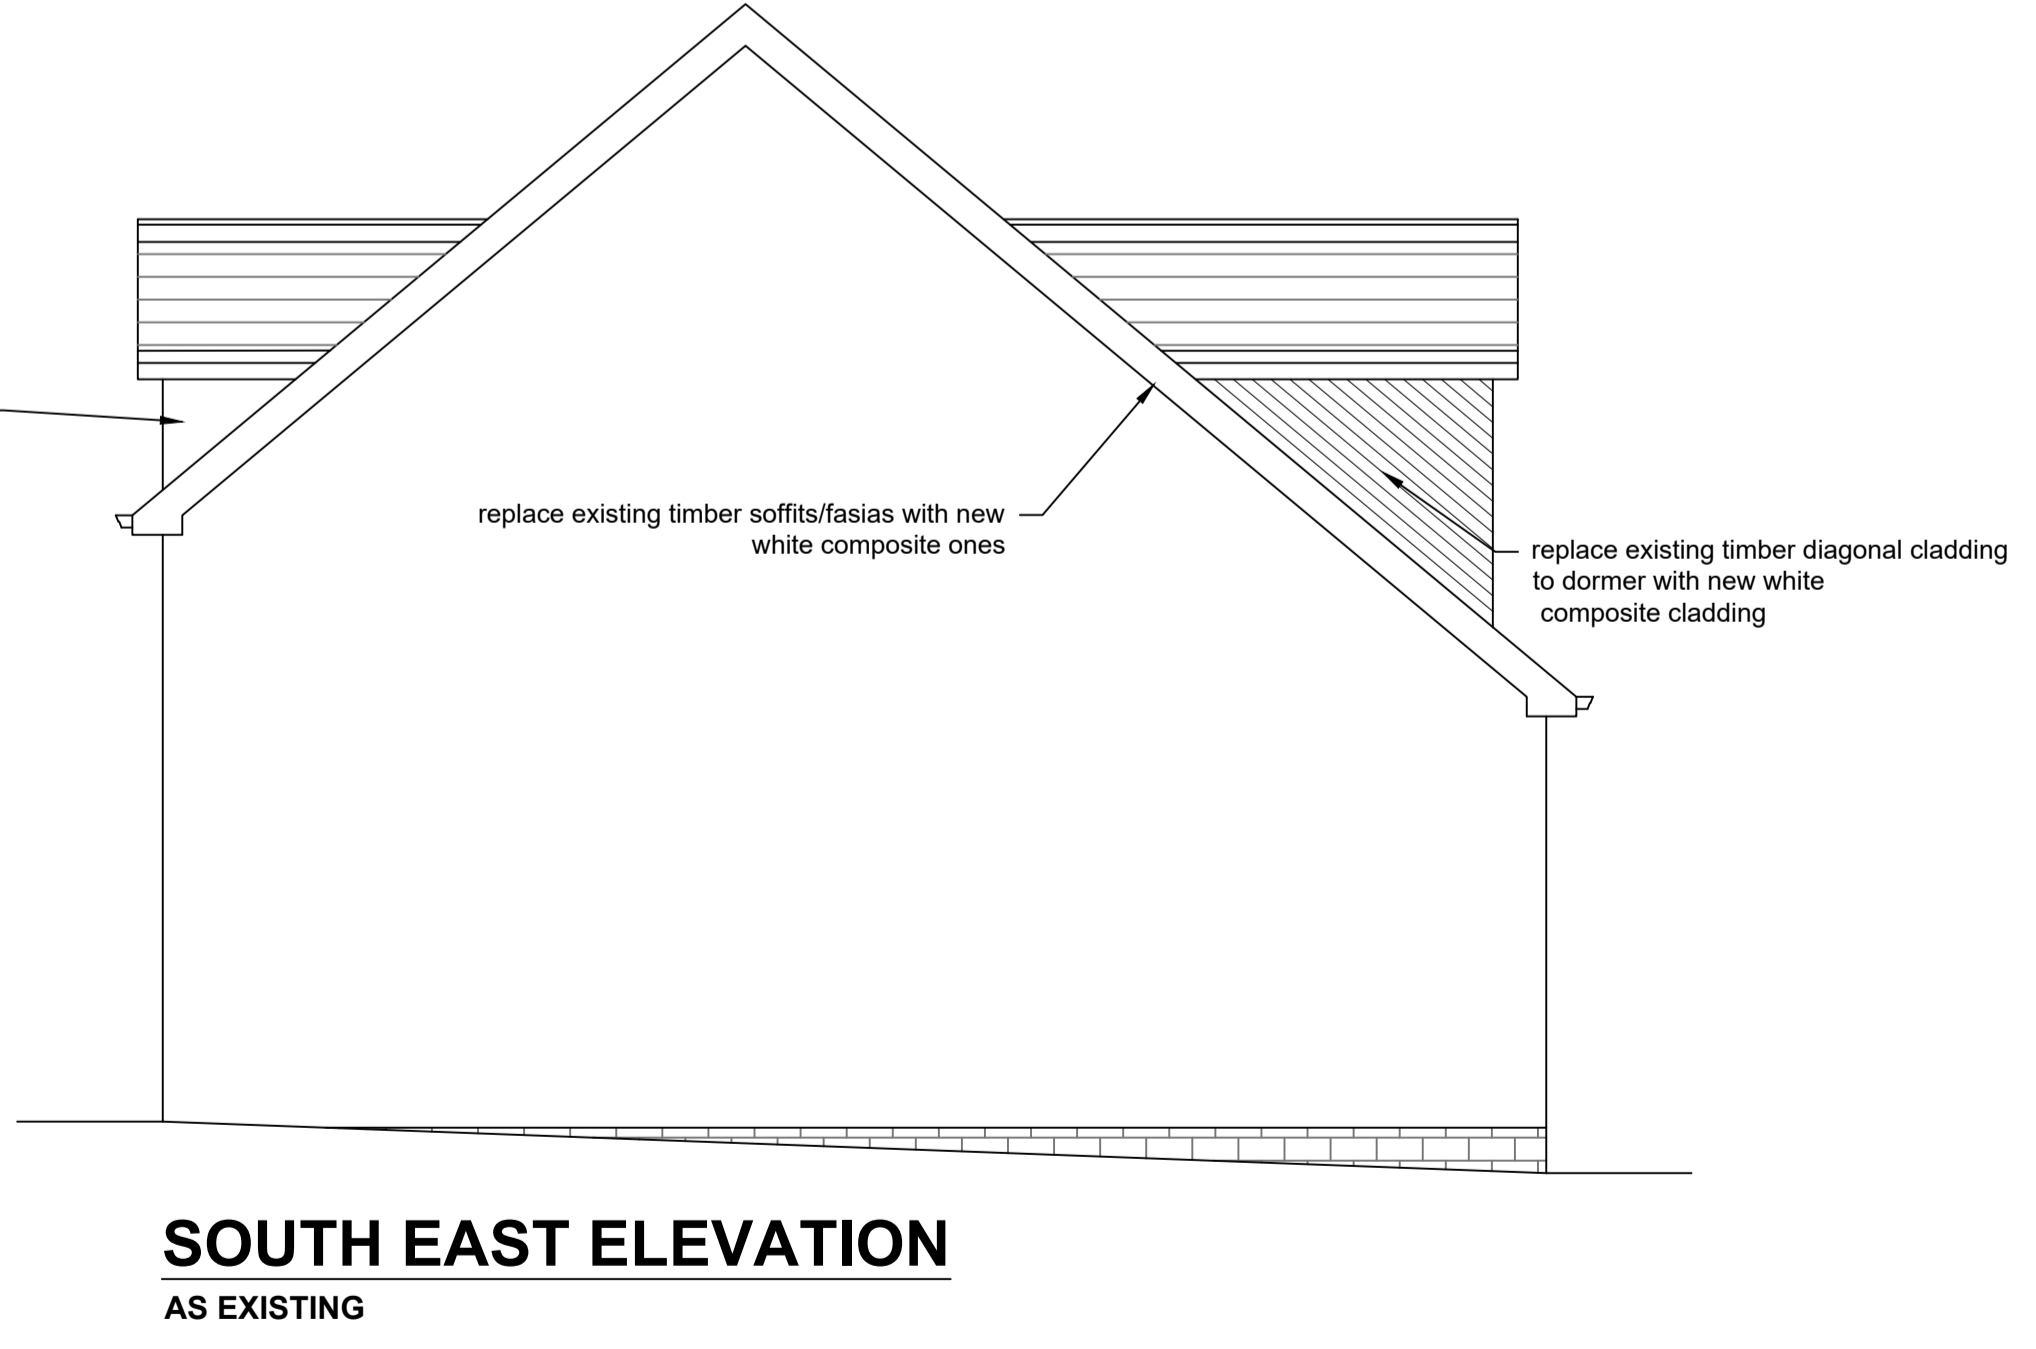 replace existing timber soffits/fasias with new
white composite ones
replace existing timber diagonal cladding
to dormer with new white
composite cladding
SOUTH EAST ELEVATION
AS EXISTING